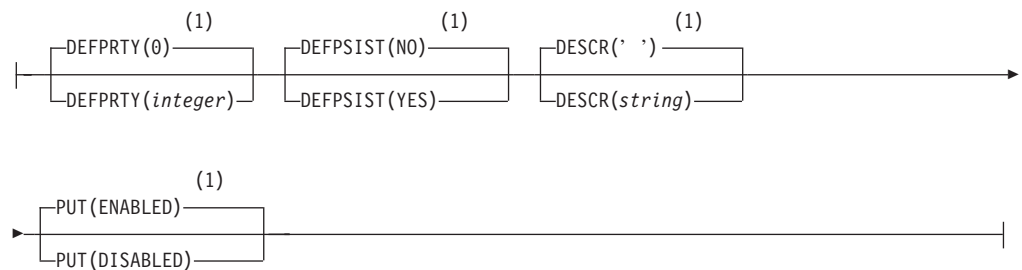 (1) (1) (1)
DEFPRTY(0) DEFPSIST(NO) DESCR(’ ’)
DEFPRTY(integer) DEFPSIST(YES) DESCR(string)
(1)
PUT(ENABLED)
PUT(DISABLED)